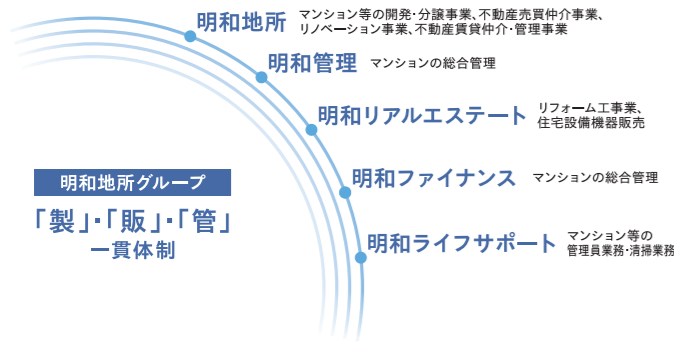 明和地所
マンション等の開発・分譲事業、不動産売買仲介事業、
リノベーション事業、不動産賃貸仲介・管理事業
明和管理
マンションの総合管理
明和リアルエステート
リフォーム工事業、
住宅設備機器販売
明和ファイナンス
マンションの総合管理
明和ライフサポート
マンション等の
管理員業務・清掃業務
明和地所グループ
「製」・「販」・「管」
一貫体制